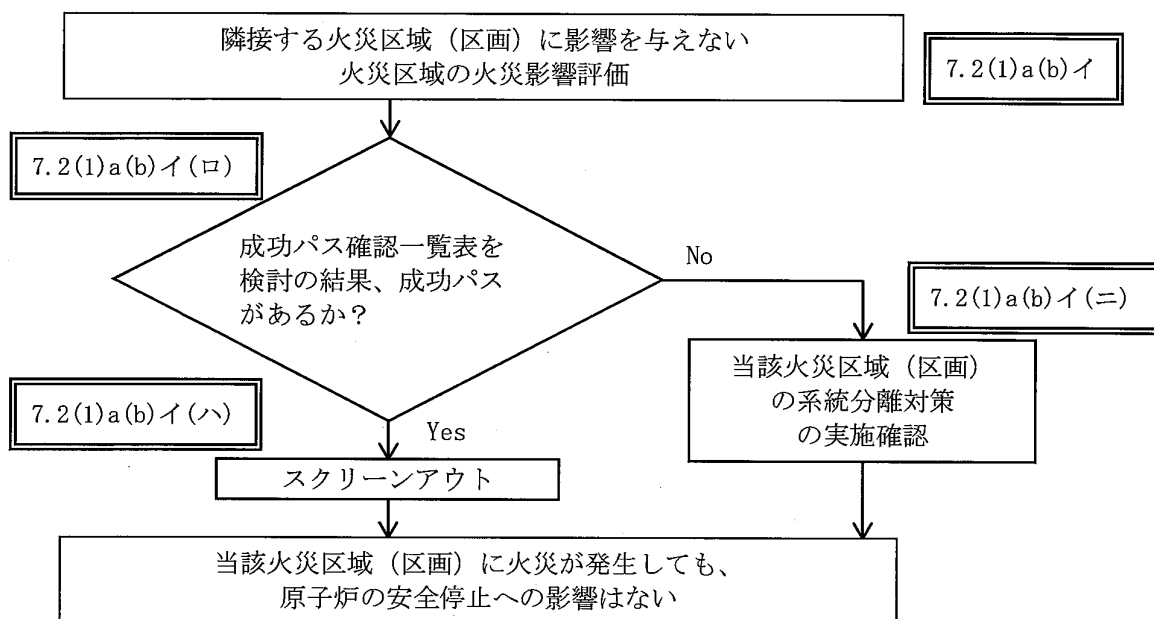 隣接する火災区域（区画）に影響を与えない
火災区域の火災影響評価
7.2(1)a(b)イ
7.2(1)a(b)イ(ロ)
成功パス確認一覧表を
検討の結果、成功パス
があるか？
No
7.2(1)a(b)イ(ニ)
当該火災区域（区画）
の系統分離対策
の実施確認
7.2(1)a(b)イ(ハ)
Yes
スクリーンアウト
当該火災区域（区画）に火災が発生しても、
原子炉の安全停止への影響はない